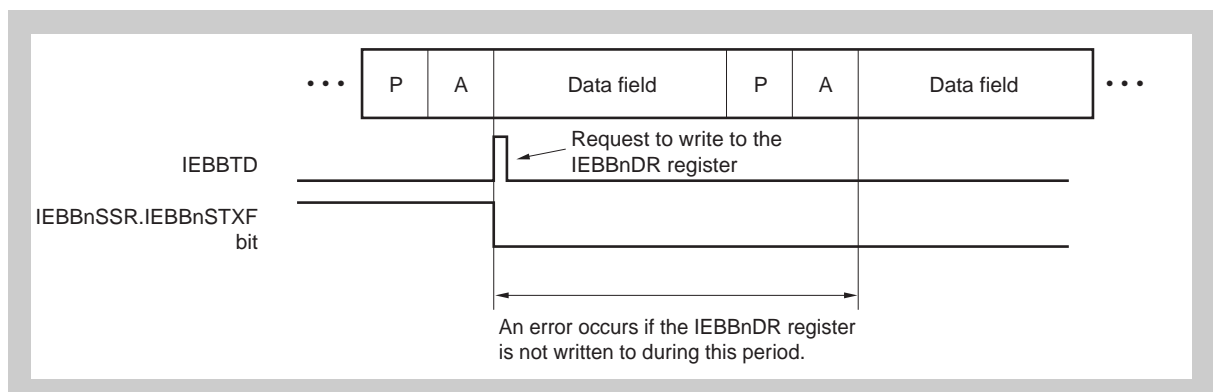 ••• P A Data field P A Data field •••
Request to write to the
IEBBnDR register
IEBBTD
IEBBnSSR.IEBBnSTXF
bit
An error occurs if the IEBBnDR register
is not written to during this period.